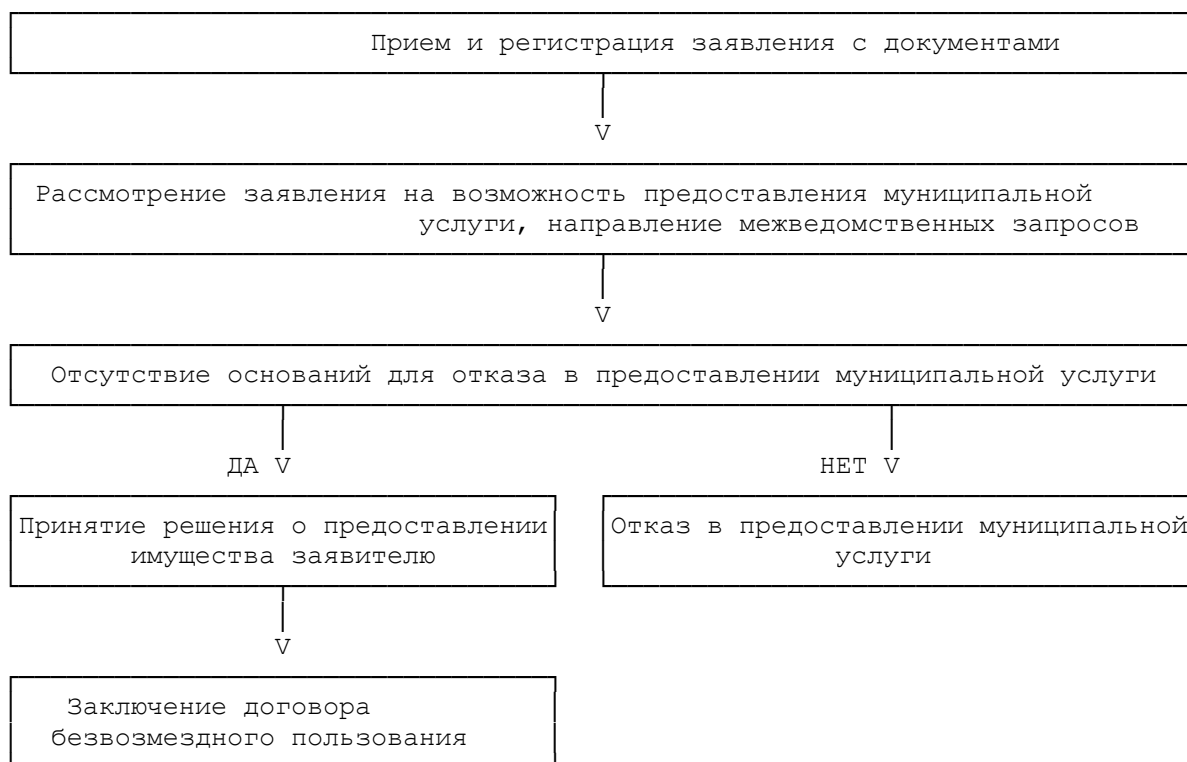 Прием и регистрация заявления с документами
V
Рассмотрение заявления на возможность предоставления муниципальной
услуги, направление межведомственных запросов
V
Отсутствие оснований для отказа в предоставлении муниципальной услуги
ДА V
НЕТ V
Принятие решения о предоставлении
имущества заявителю
Отказ в предоставлении муниципальной
услуги
V
Заключение договора
безвозмездного пользования